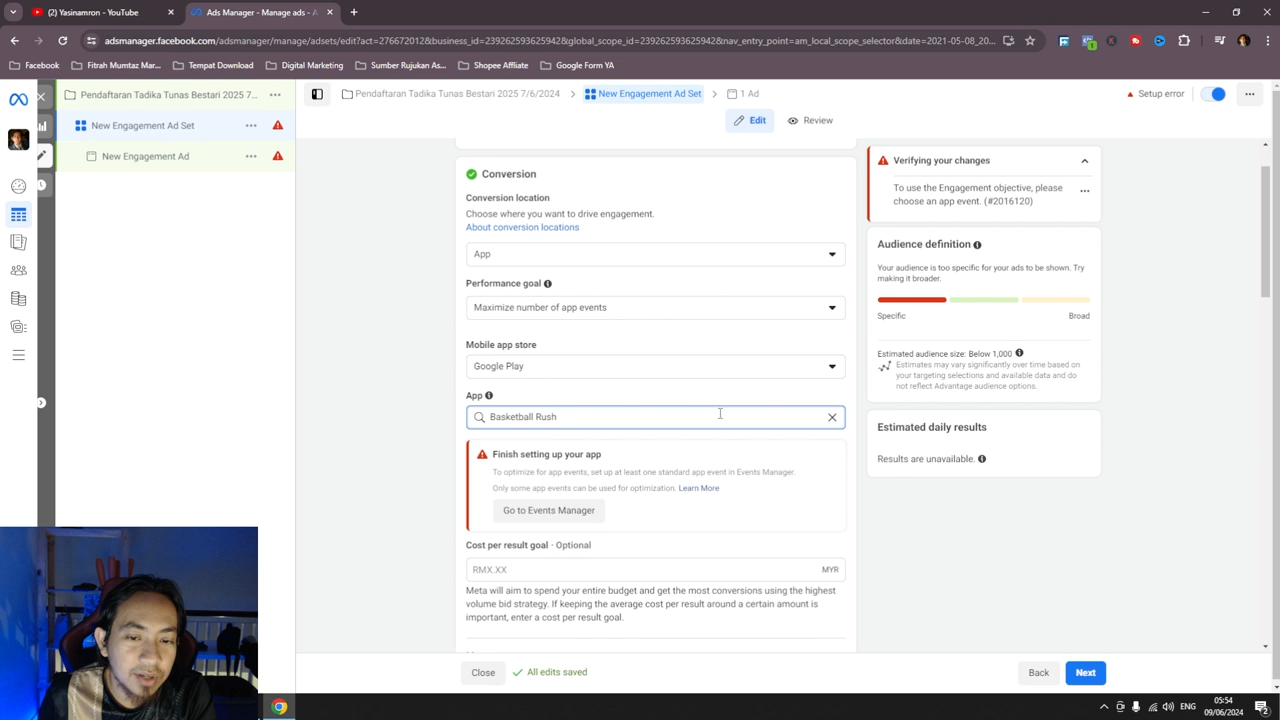 (2) Yasinamrem - YouTube
Ads Manager - Manage ads - A
adsmanager.facebook.com/adsmanager/manage/adsets/edit?act=276672012&business_id=239262593625942&global_scope_id=239262593625942&nav_entry_point=am_local_scope_selector&date=2021-05-08_20...
Facebook
Fitrah Mumtaz Mar...
Tempat Download
Digital Marketing
Sumber Rujukan As...
Shopee Affliate
Google Form YA
Pendaftaran Tadika Tunas Bestari 2025 7...
New Engagement Ad Set
New Engagement Ad
Pendaftaran Tadika Tunas Bestari 2025 7/6/2024
New Engagement Ad Set
1 Ad
Setup error
Edit
Review
Conversion
Conversion location
Choose where you want to drive engagement.
About conversion locations
App
Performance goal
Maximize number of app events
Mobile app store
Google Play
App
Basketball Rush
Finish setting up your app
To optimize for app events, set up at least one standard app event in Events Manager.
Only some app events can be used for optimization. Learn More
Go to Events Manager
Cost per result goal · Optional
RMX.XX
MYR
Meta will aim to spend your entire budget and get the most conversions using the highest
volume bid strategy. If keeping the average cost per result around a certain amount is
important, enter a cost per result goal.
Close
All edits saved
Back
Next
Verifying your changes
To use the Engagement objective, please
choose an app event. (#2016120)
Audience definition
Your audience is too specific for your ads to be shown. Try
making it broader.
Specific
Broad
Estimated audience size: Below 1,000
Estimates may vary significantly over time based on
your targeting selections and available data and do
not reflect Advantage audience options.
Estimated daily results
Results are unavailable.
ENG
05:54
09/06/2024
2